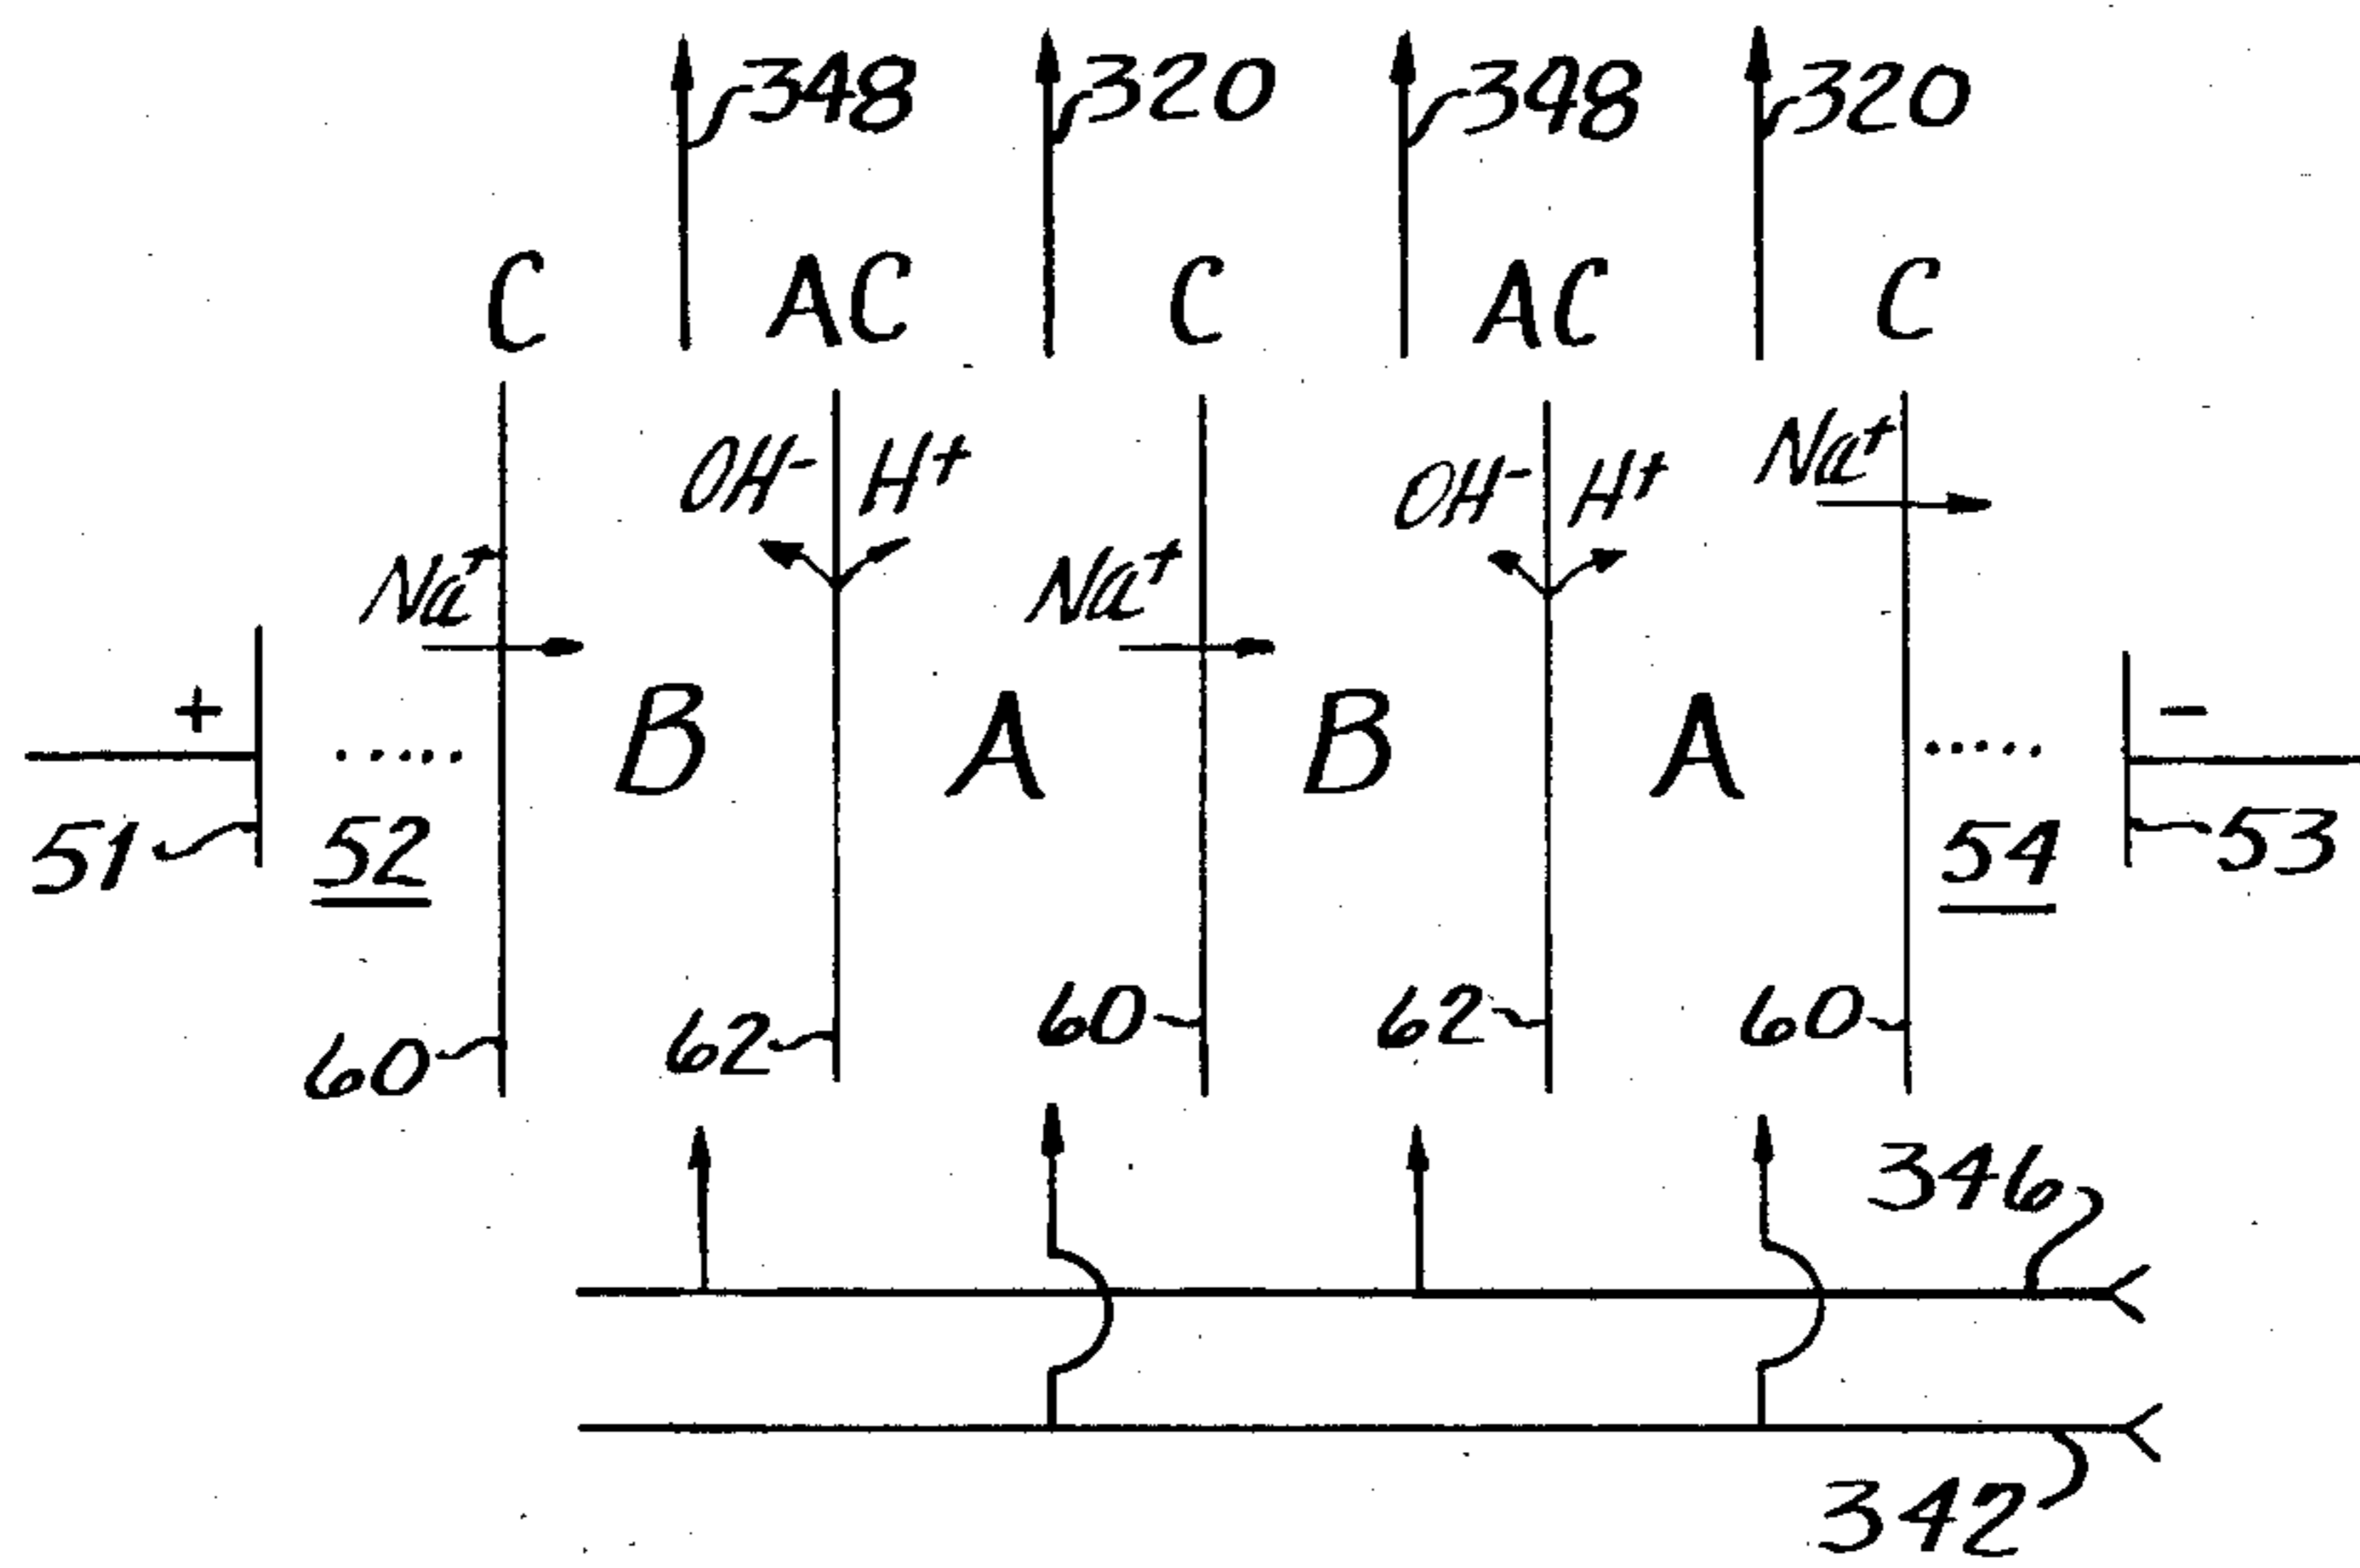 348 320 348 320
C AC C AC C
OH- H+ OH- H+ Na+
Na+ Na+
+ B A B A -
51 52 54 53
60 62 60 62 60
346
342